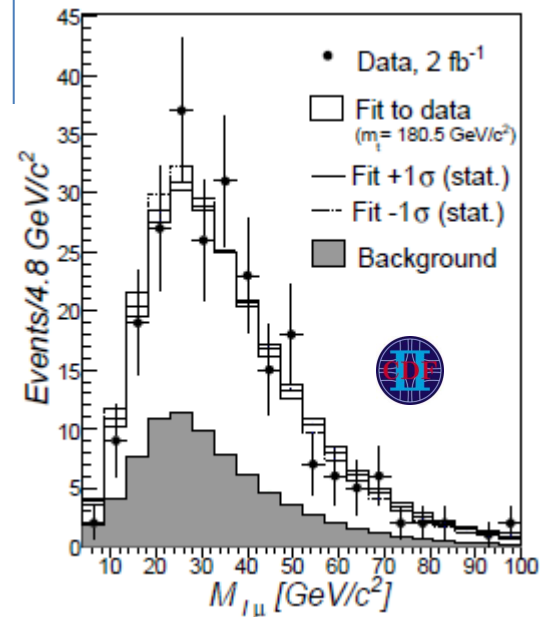 45
40
35
30
25
20
15
10
5
0
Events/4.8 GeV/c²
Data, 2 fb⁻¹
Fit to data
(mₜ= 180.5 GeV/c²)
Fit +1σ (stat.)
Fit -1σ (stat.)
Background
CDF
II
10 20 30 40 50 60 70 80 90 100
M_lμ [GeV/c²]